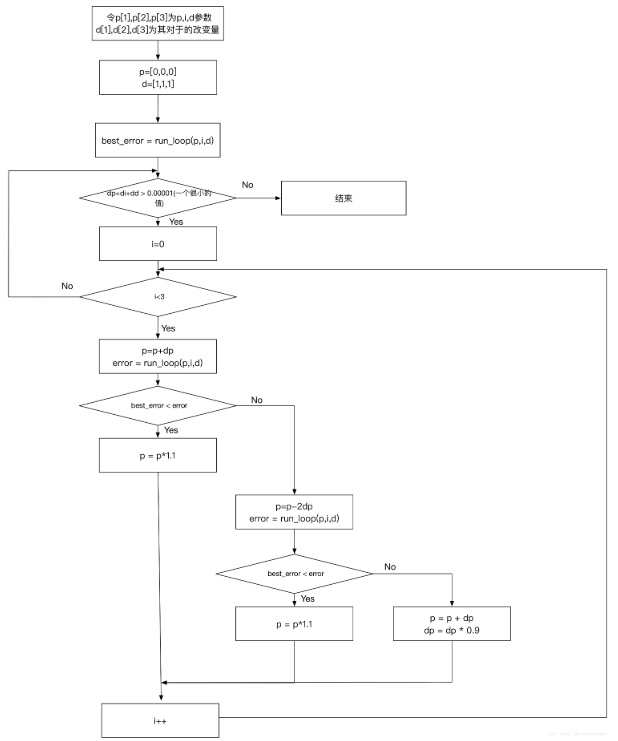 令p[1],p[2],p[3]为p,i,d参数
d[1],d[2],d[3]为其对于的改变量
p=[0,0,0]
d=[1,1,1]
best_error = run_loop(p,i,d)
dp+di+dd > 0.00001(一个很小的
值)
No
结束
Yes
i=0
No
i<3
Yes
p=p+dp
error = run_loop(p,i,d)
best_error < error
No
Yes
p = p*1.1
p=p-2dp
error = run_loop(p,i,d)
best_error < error
No
Yes
p = p*1.1
p = p + dp
dp = dp * 0.9
i++